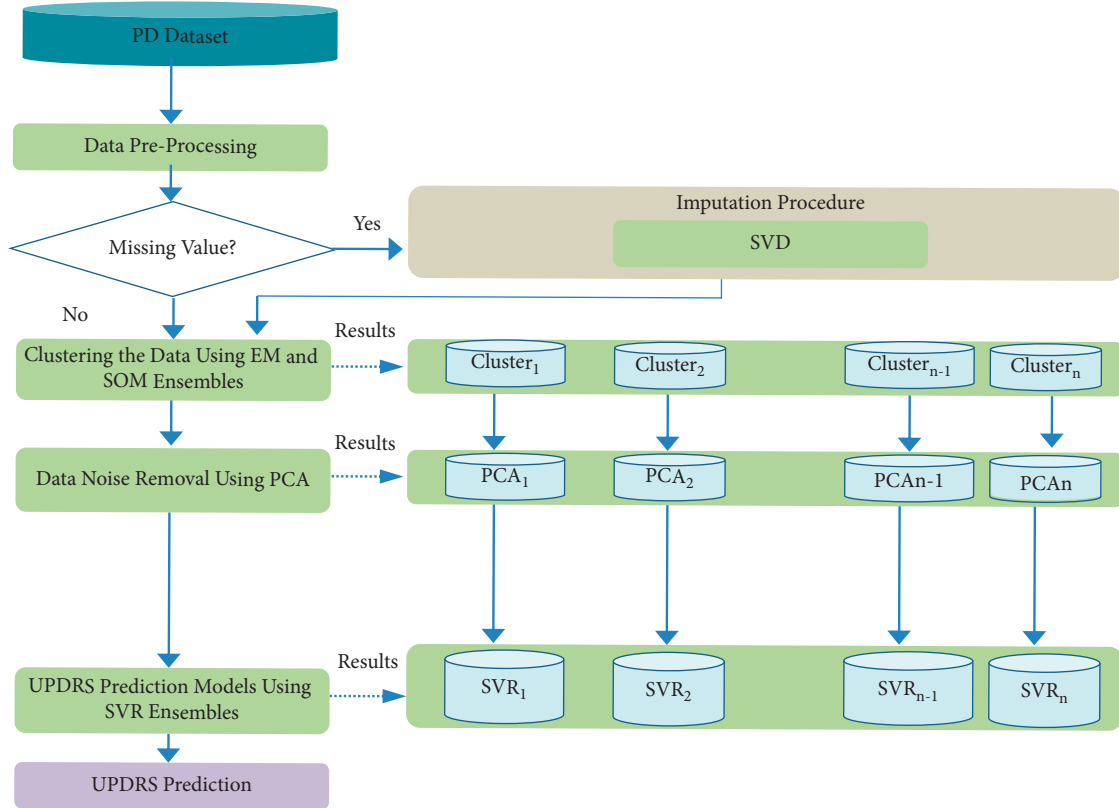 PD Dataset
Data Pre-Processing
Missing Value?
Yes
Imputation Procedure
SVD
No
Clustering the Data Using EM and
SOM Ensembles
Results
Cluster1
Cluster2
Clustern-1
Clustern
Data Noise Removal Using PCA
Results
PCA1
PCA2
PCAn-1
PCAn
UPDRS Prediction Models Using
SVR Ensembles
Results
SVR1
SVR2
SVRn-1
SVRn
UPDRS Prediction